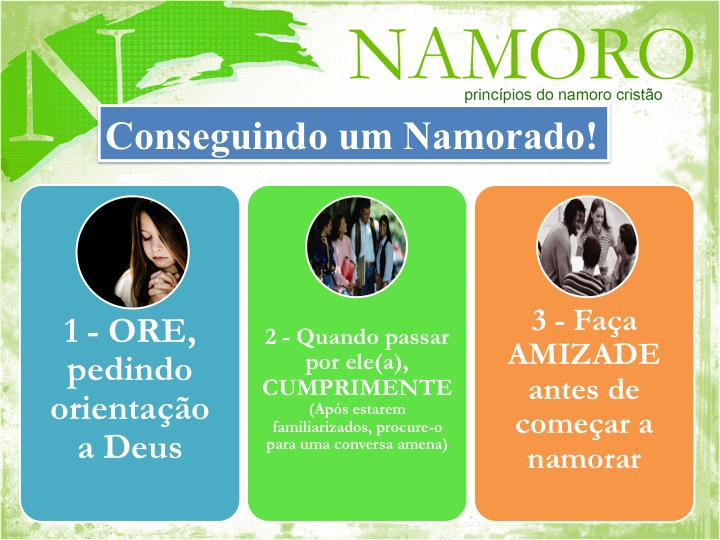 N
NAMORO
princípios do namoro cristão
Conseguindo um Namorado!
1 - ORE,
pedindo
orientação
a Deus
2 - Quando passar
por ele(a),
CUMPRIMENTE
(Após estarem
familiarizados, procure-o
para uma conversa amena)
3 - Faça
AMIZADE
antes de
começar a
namorar